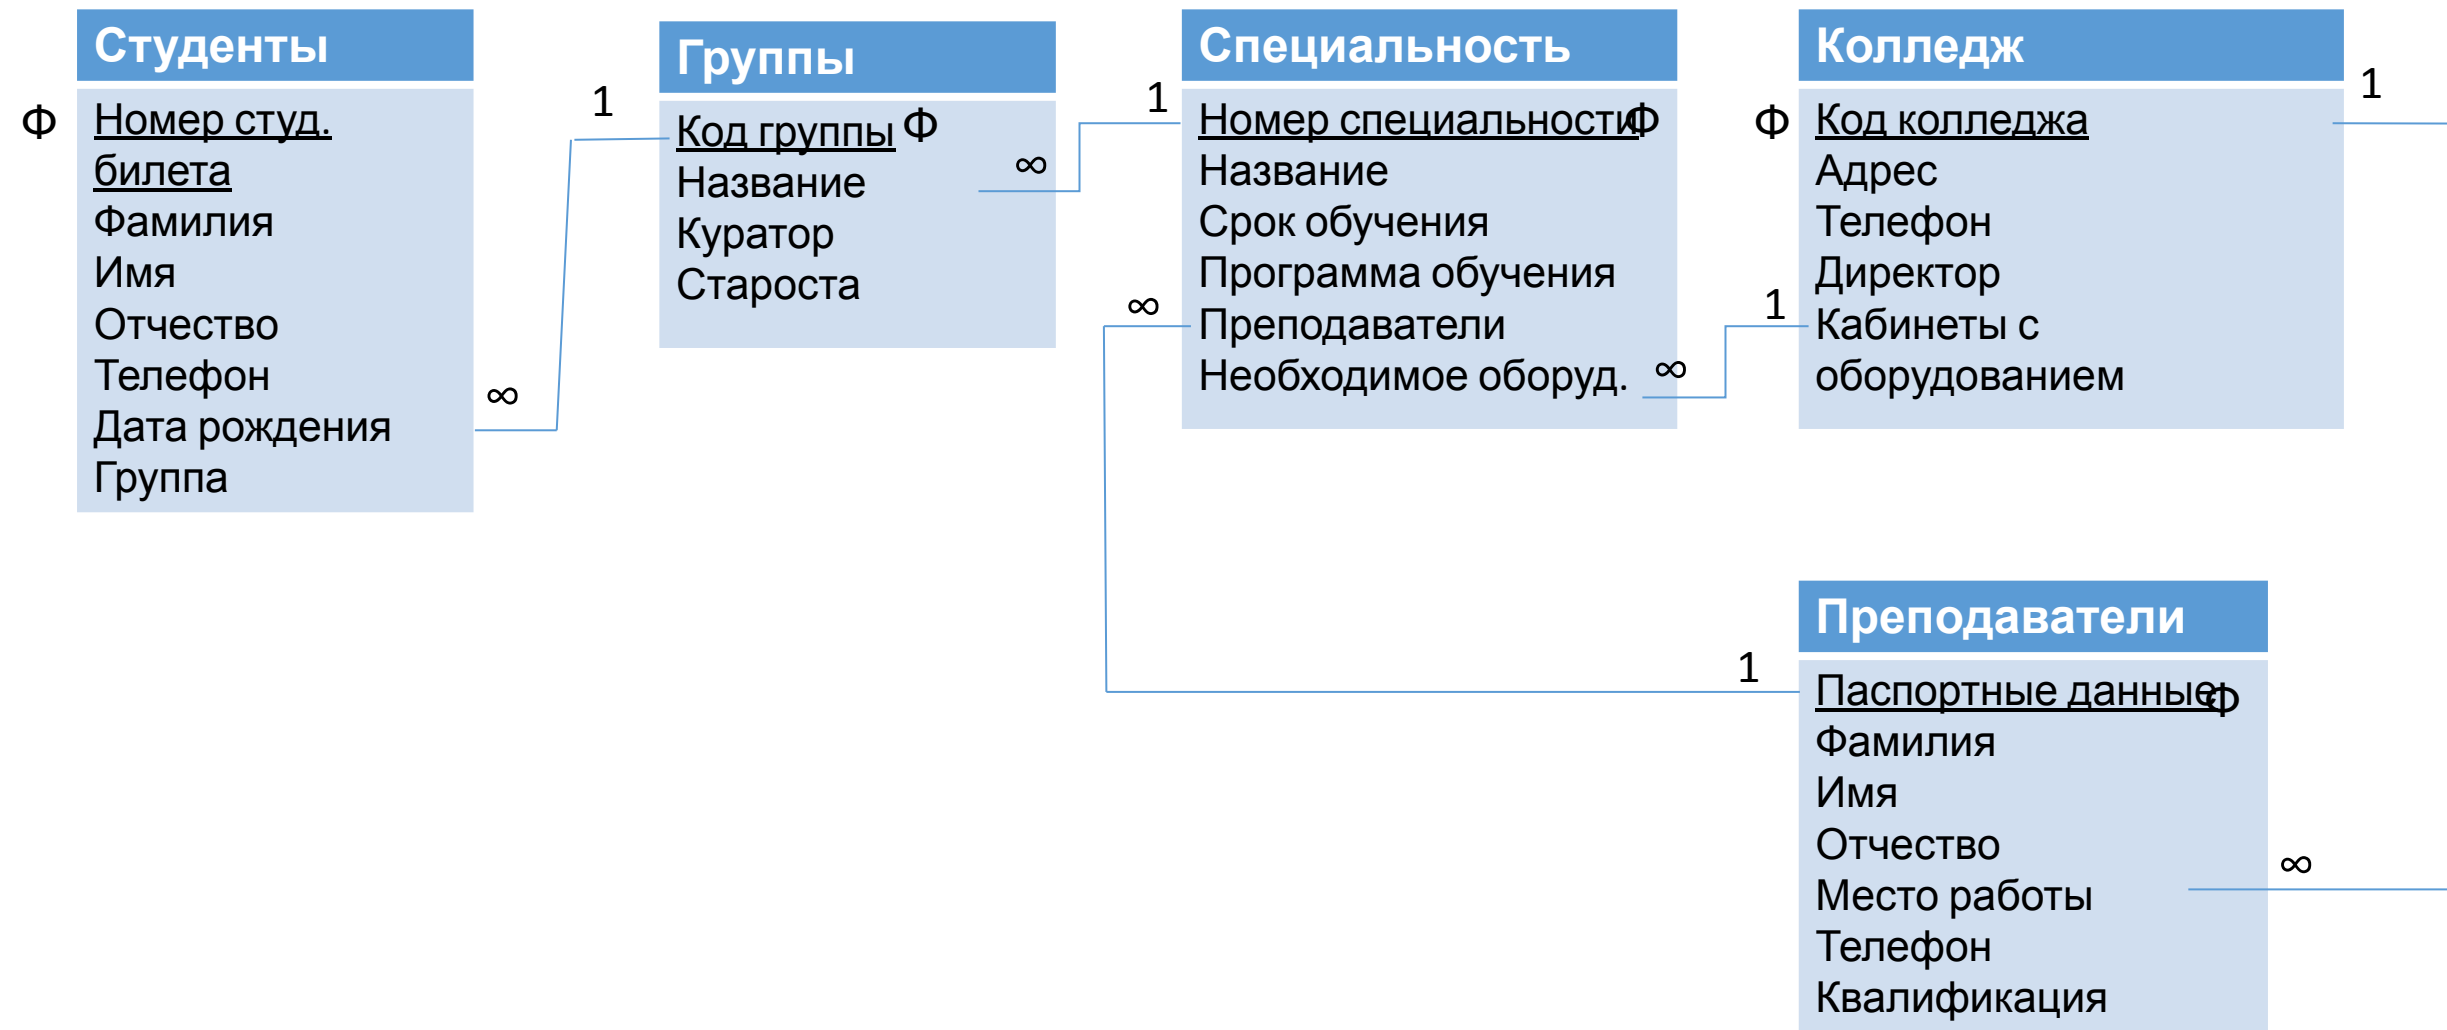 Студенты
Ф
Номер студ.
билета
Фамилия
Имя
Отчество
Телефон
Дата рождения
Группа
∞
1
Группы
Код группы Ф
Название
Куратор
Староста
∞
1
Специальность
Номер специальности Ф
Название
Срок обучения
Программа обучения
Преподаватели
Необходимое оборуд.
∞
∞
1
Колледж
Ф
Код колледжа
Адрес
Телефон
Директор
Кабинеты с
оборудованием
1
1
Преподаватели
Паспортные данные Ф
Фамилия
Имя
Отчество
Место работы
Телефон
Квалификация
∞